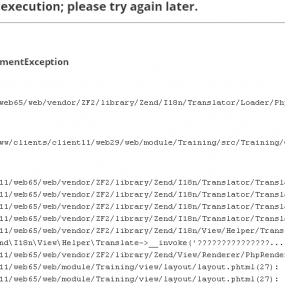 execution; please try again later.
mentException
web65/web/vendor/ZF2/library/Zend/I18n/Translator/Loader/Ph
ww/clients/client11/web29/web/module/Training/src/Training/
11/web65/web/vendor/ZF2/library/Zend/I18n/Translator/Transl
11/web65/web/vendor/ZF2/library/Zend/I18n/Translator/Transl
11/web65/web/vendor/ZF2/library/Zend/I18n/Translator/Transl
11/web65/web/vendor/ZF2/library/Zend/I18n/Translator/Transl
11/web65/web/vendor/ZF2/library/Zend/I18n/View/Helper/Trans
nd\I18n\View\Helper\Translate->__invoke('???????????????...
11/web65/web/vendor/ZF2/library/Zend/View/Renderer/PhpRende
11/web65/web/module/Training/view/layout/layout.phtml(27):
11/web65/web/module/Training/view/layout/layout.phtml(27):